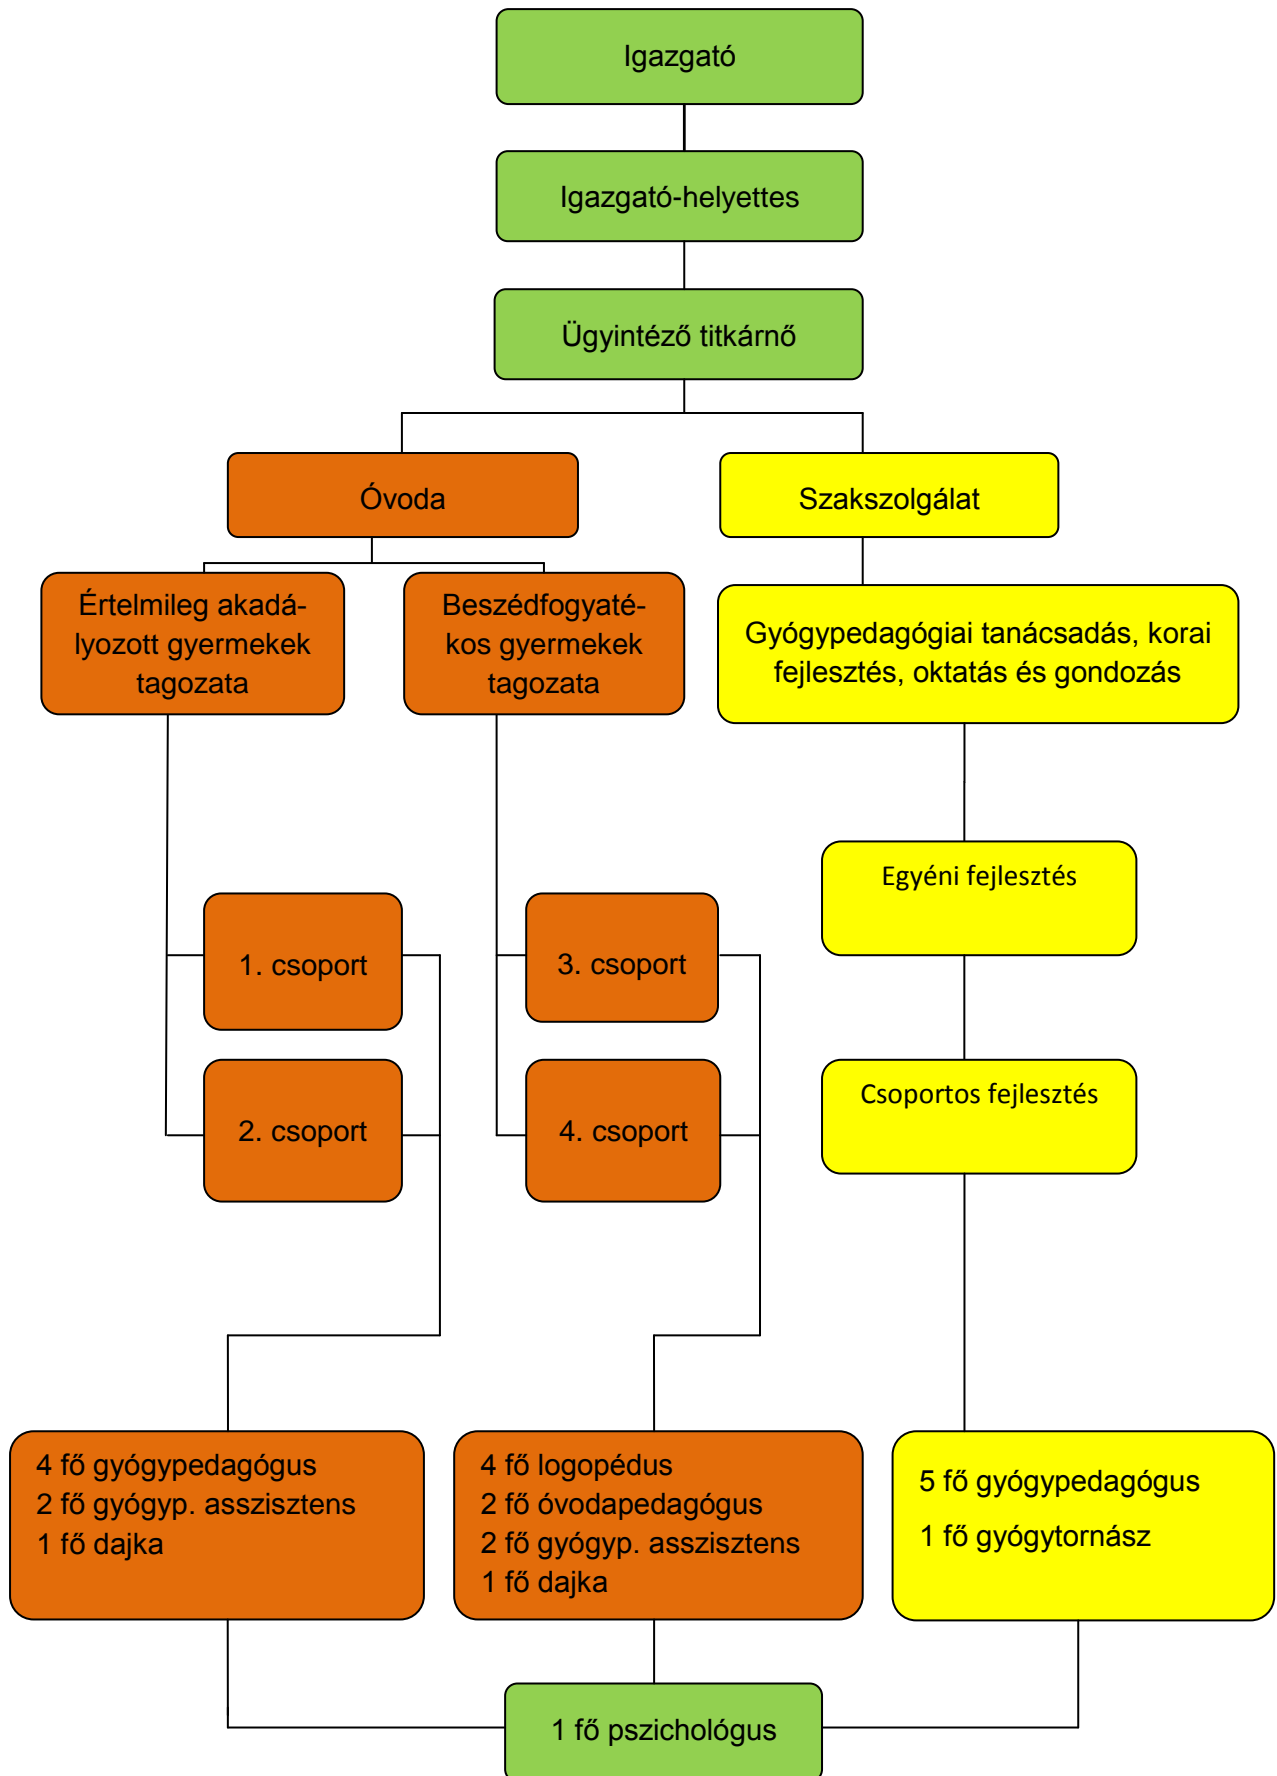 Igazgató
Igazgató-helyettes
Ügyintéző titkárnő
Óvoda
Szakszolgálat
Értelmileg akadá-
lyozott gyermekek
tagozata
Beszédfogyaté-
kos gyermekek
tagozata
Gyógypedagógiai tanácsadás, korai
fejlesztés, oktatás és gondozás
Egyéni fejlesztés
1. csoport
3. csoport
Csoportos fejlesztés
2. csoport
4. csoport
4 fő gyógypedagógus
2 fő gyógyp. asszisztens
1 fő dajka
4 fő logopédus
2 fő óvodapedagógus
2 fő gyógyp. asszisztens
1 fő dajka
5 fő gyógypedagógus
1 fő gyógytornász
1 fő pszichológus